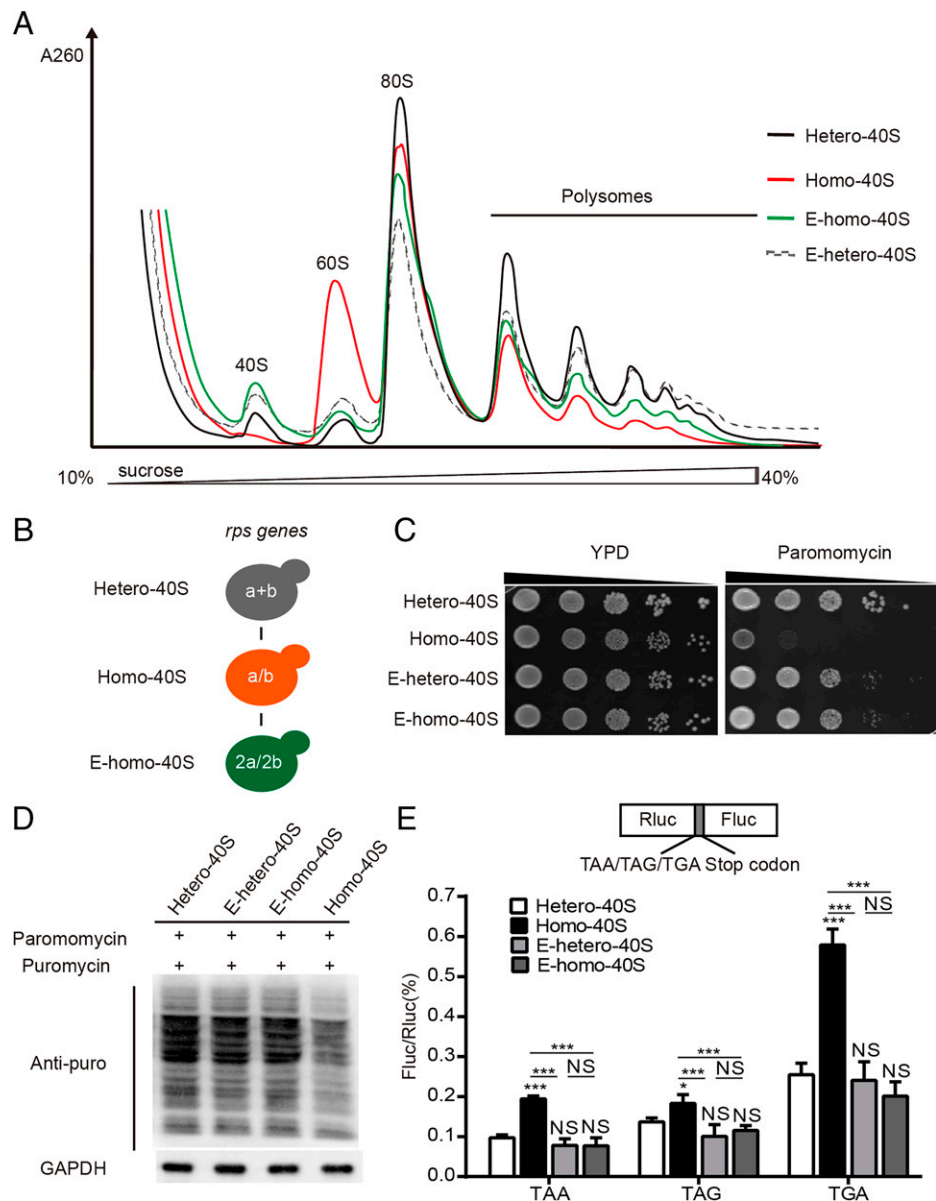 A
A260
80S
Hetero-40S
Homo-40S
E-homo-40S
E-hetero-40S
Polysomes
60S
40S
10%
sucrose
40%
B
rps genes
Hetero-40S
a+b
Homo-40S
a/b
E-homo-40S
2a/2b
C
YPD
Paromomycin
Hetero-40S
Homo-40S
E-hetero-40S
E-homo-40S
D
Hetero-40S
E-hetero-40S
E-homo-40S
Homo-40S
Paromomycin + + + +
Puromycin + + + +
Anti-puro
GAPDH
E
Rluc Fluc
TAA/TAG/TGA Stop codon
Hetero-40S
Homo-40S
E-hetero-40S
E-homo-40S
Fluc/Rluc(%)
0.7
0.6
0.5
0.4
0.3
0.2
0.1
0.0
***
*** NS
*** NS NS
***
*** NS
* NS NS
***
*** NS
***
NS
NS
TAA TAG TGA